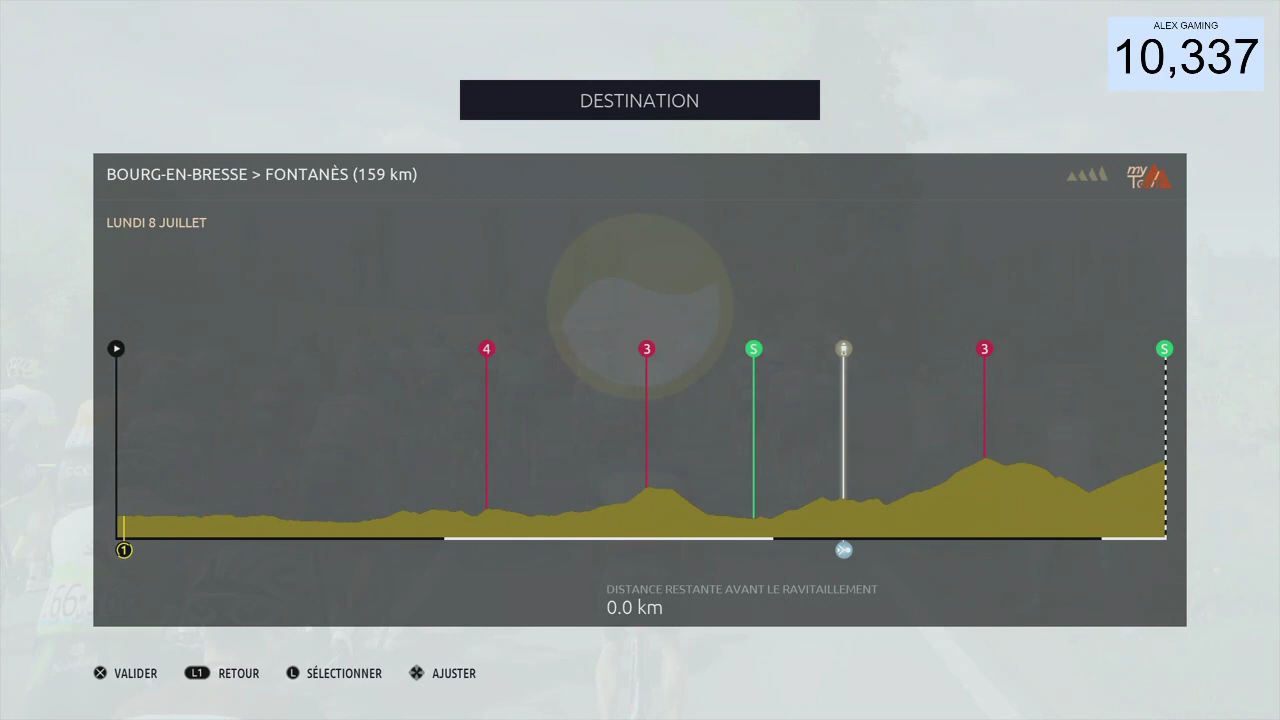 ALEX GAMING
10,337
DESTINATION
BOURG-EN-BRESSE > FONTANÈS (159 km)
my
LUNDI 8 JUILLET
4
3
S
3
S
1
DISTANCE RESTANTE AVANT LE RAVITAILLEMENT
0.0 km
VALIDER
L1 RETOUR
L SÉLECTIONNER
AJUSTER